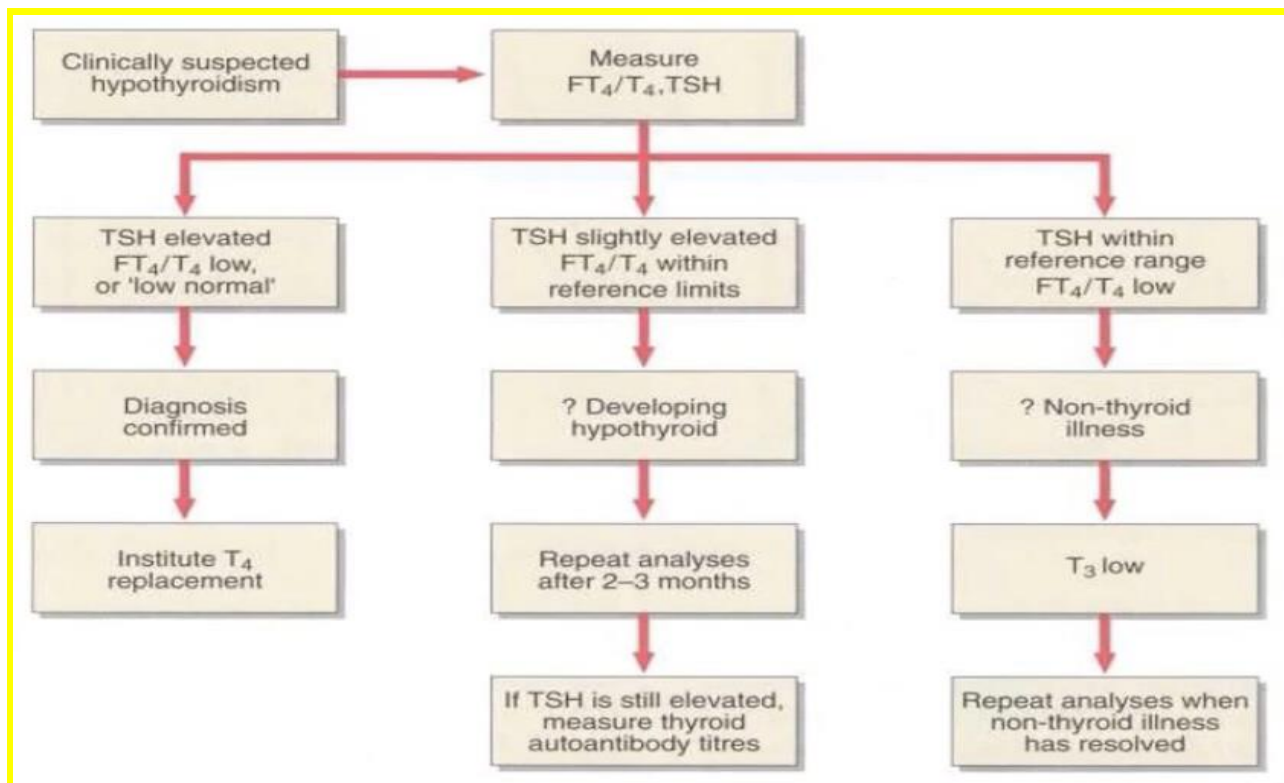 Clinically suspected
hypothyroidism
Measure
FT₄/T₄,TSH
TSH elevated
FT₄/T₄ low,
or 'low normal'
TSH slightly elevated
FT₄/T₄ within
reference limits
TSH within
reference range
FT₄/T₄ low
Diagnosis
confirmed
? Developing
hypothyroid
? Non-thyroid
illness
Institute T₄
replacement
Repeat analyses
after 2–3 months
T₃ low
If TSH is still elevated,
measure thyroid
autoantibody titres
Repeat analyses when
non-thyroid illness
has resolved